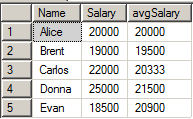 Name Salary avgSalary
1 Alice 20000 20000
2 Brent 19000 19500
3 Carlos 22000 20333
4 Donna 25000 21500
5 Evan 18500 20900